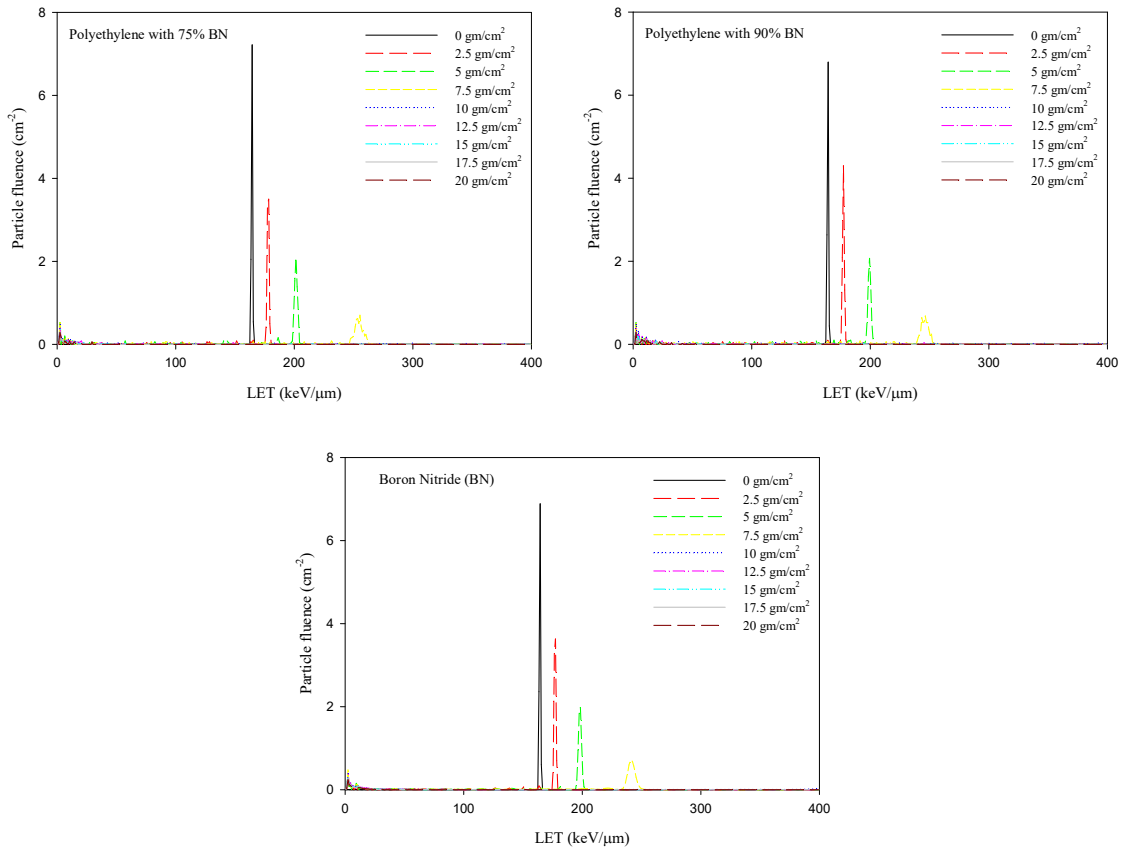 Polyethylene with 75% BN
0 gm/cm²
2.5 gm/cm²
5 gm/cm²
7.5 gm/cm²
10 gm/cm²
12.5 gm/cm²
15 gm/cm²
17.5 gm/cm²
20 gm/cm²
Particle fluence (cm⁻²)
8
6
4
2
0
0 100 200 300 400
LET (keV/μm)
Polyethylene with 90% BN
0 gm/cm²
2.5 gm/cm²
5 gm/cm²
7.5 gm/cm²
10 gm/cm²
12.5 gm/cm²
15 gm/cm²
17.5 gm/cm²
20 gm/cm²
Particle fluence (cm⁻²)
8
6
4
2
0
0 100 200 300 400
LET (keV/μm)
Boron Nitride (BN)
0 gm/cm²
2.5 gm/cm²
5 gm/cm²
7.5 gm/cm²
10 gm/cm²
12.5 gm/cm²
15 gm/cm²
17.5 gm/cm²
20 gm/cm²
Particle fluence (cm⁻²)
8
6
4
2
0
0 100 200 300 400
LET (keV/μm)